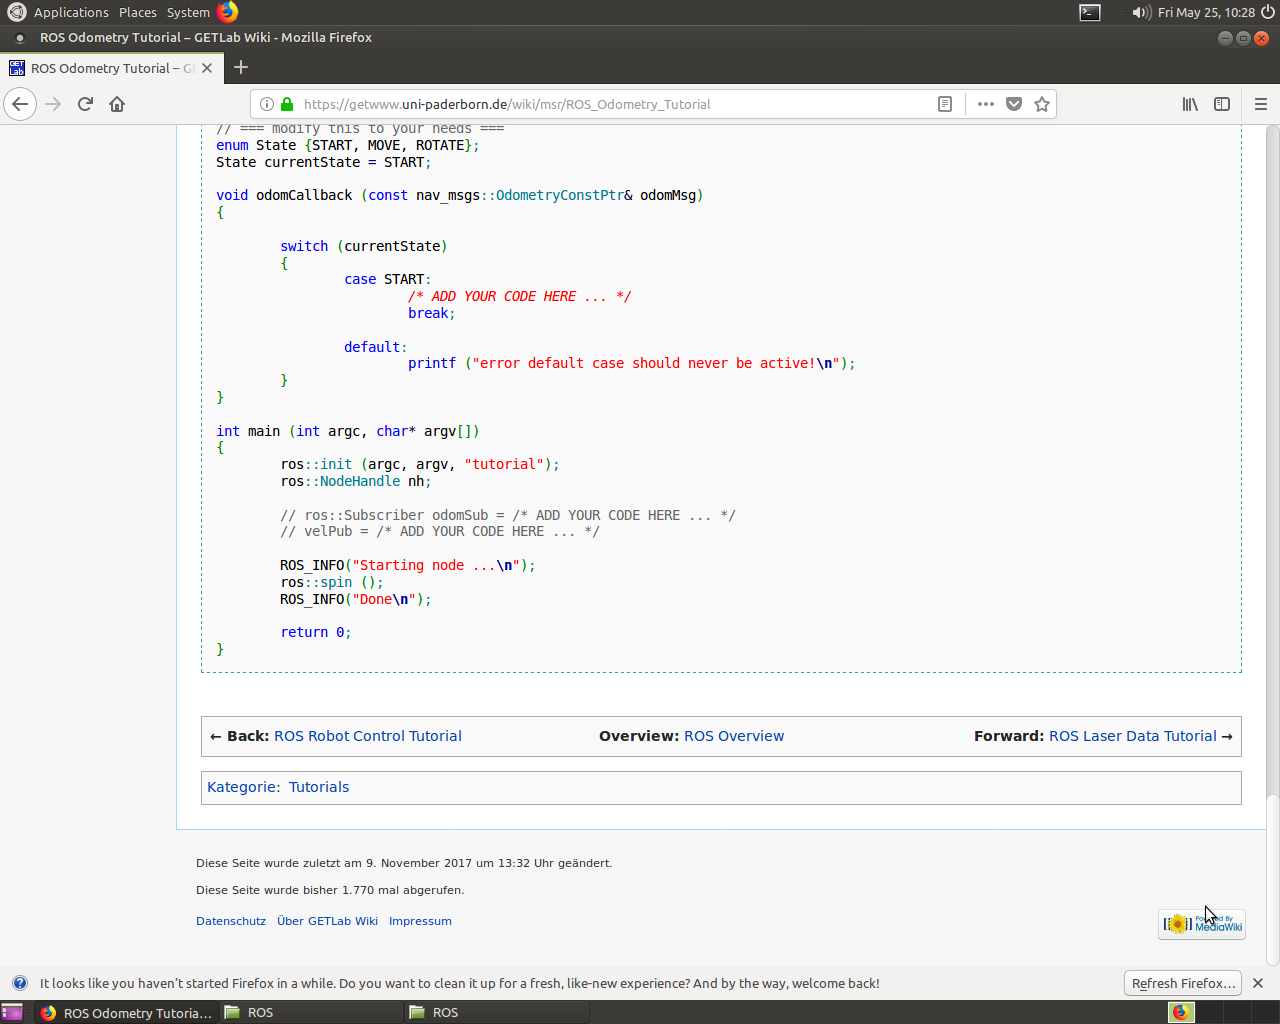 Applications Places System
Fri May 25, 10:28
ROS Odometry Tutorial – GETLab Wiki - Mozilla Firefox
GET Lab ROS Odometry Tutorial – GE
https://getwww.uni-paderborn.de/wiki/msr/ROS_Odometry_Tutorial
// === modify this to your needs ===
enum State {START, MOVE, ROTATE};
State currentState = START;
void odomCallback (const nav_msgs::OdometryConstPtr& odomMsg)
{
switch (currentState)
{
case START:
/* ADD YOUR CODE HERE ... */
break;
default:
printf ("error default case should never be active!\n");
}
}
int main (int argc, char* argv[])
{
ros::init (argc, argv, "tutorial");
ros::NodeHandle nh;
// ros::Subscriber odomSub = /* ADD YOUR CODE HERE ... */
// velPub = /* ADD YOUR CODE HERE ... */
ROS_INFO("Starting node ...\n");
ros::spin ();
ROS_INFO("Done\n");
return 0;
}
← Back: ROS Robot Control Tutorial Overview: ROS Overview Forward: ROS Laser Data Tutorial →
Kategorie: Tutorials
Diese Seite wurde zuletzt am 9. November 2017 um 13:32 Uhr geändert.
Diese Seite wurde bisher 1.770 mal abgerufen.
Datenschutz Über GETLab Wiki Impressum
Powered By
MediaWiki
It looks like you haven't started Firefox in a while. Do you want to clean it up for a fresh, like-new experience? And by the way, welcome back! Refresh Firefox…
ROS Odometry Tutoria… ROS ROS